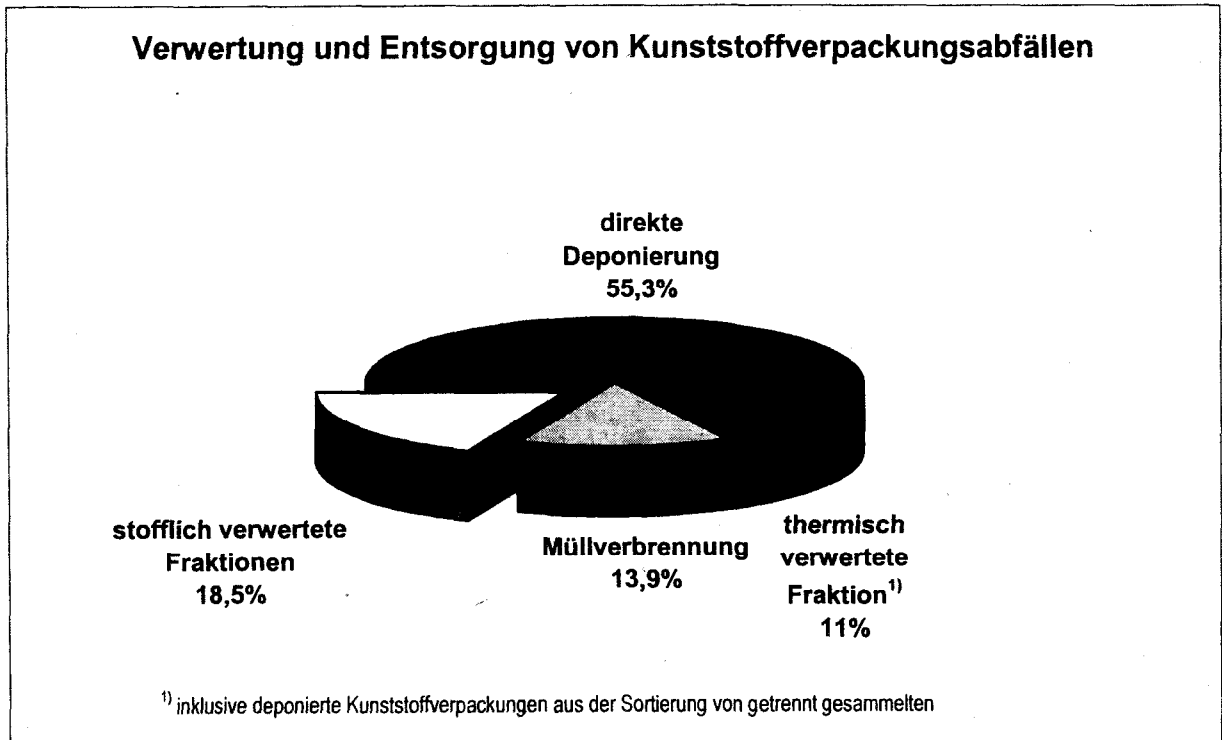 Verwertung und Entsorgung von Kunststoffverpackungsabfällen
direkte
Deponierung
55,3%
stofflich verwertete
Fraktionen
18,5%
Müllverbrennung
13,9%
thermisch
verwertete
Fraktion¹⁾
11%
¹⁾ inklusive deponierte Kunststoffverpackungen aus der Sortierung von getrennt gesammelten